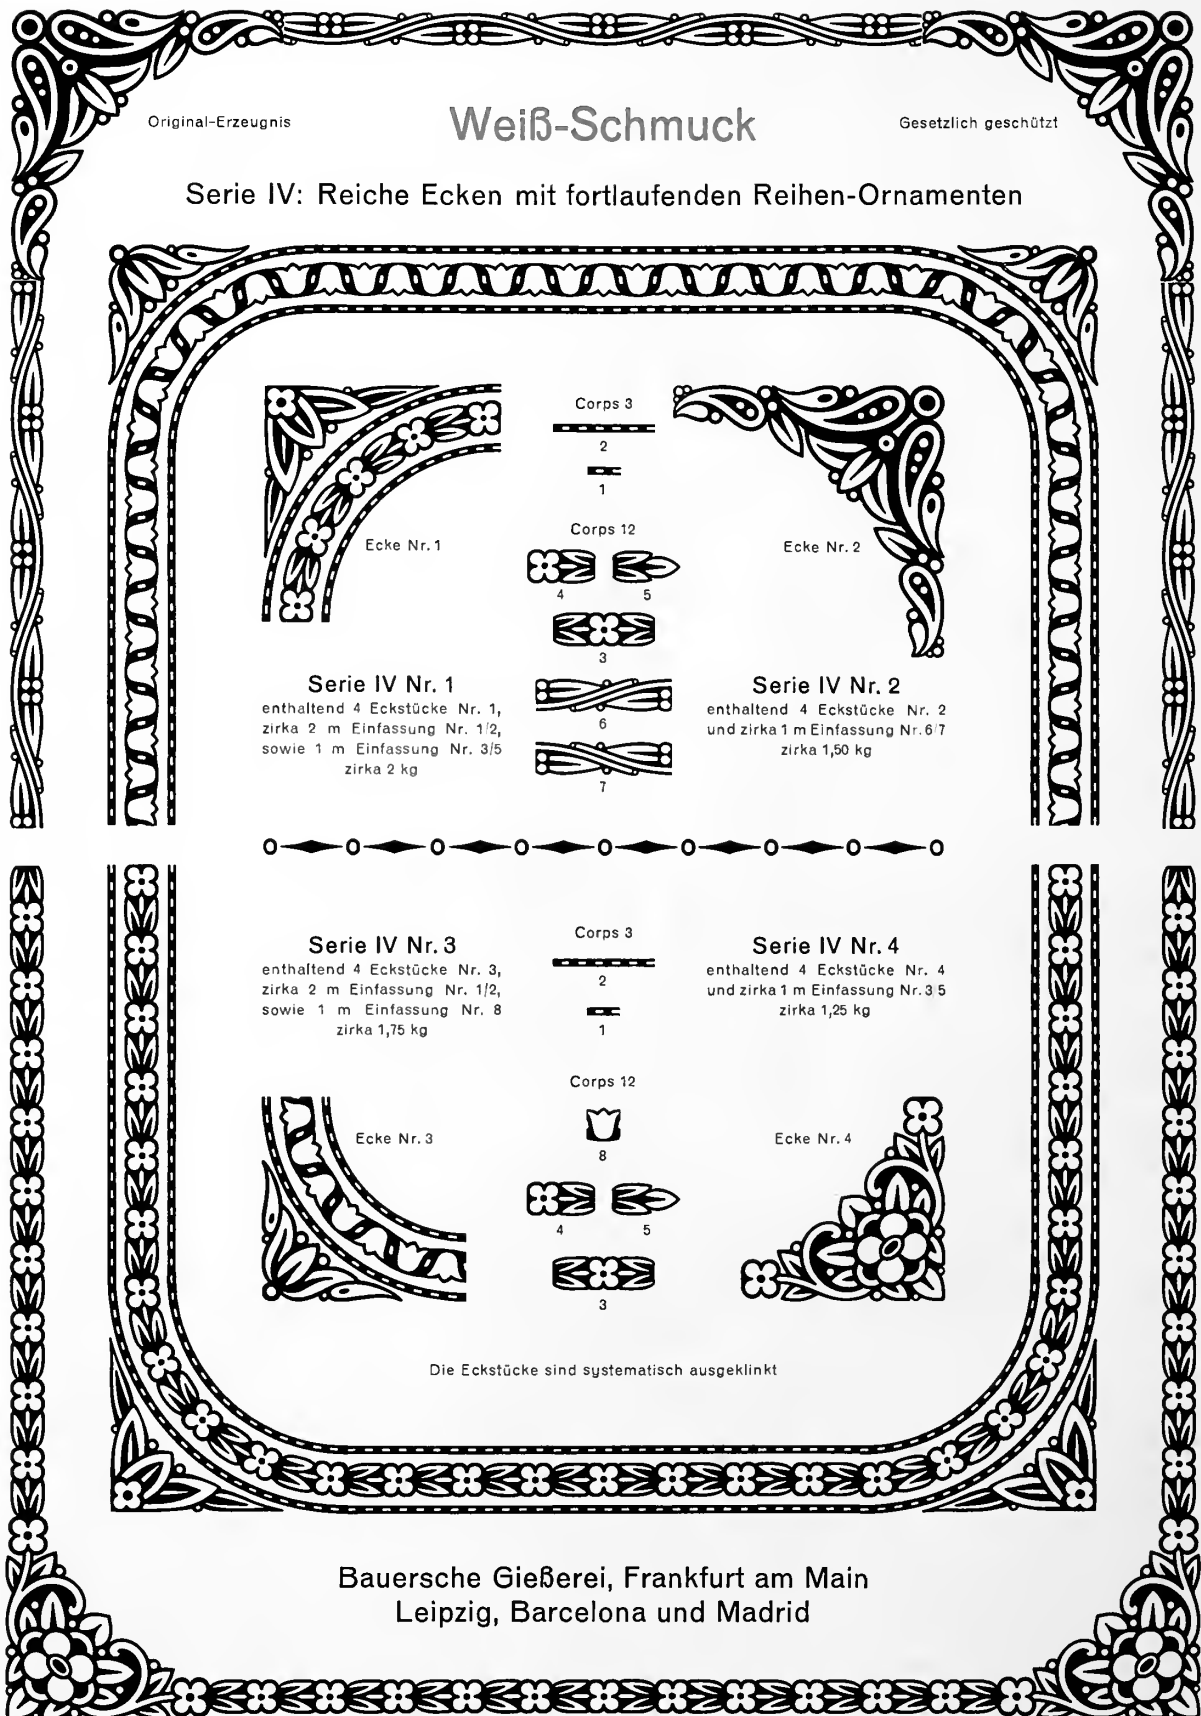 Original-Erzeugnis
Weiß-Schmuck
Gesetzlich geschützt
Serie IV: Reiche Ecken mit fortlaufenden Reihen-Ornamenten
Corps 3
2
1
Ecke Nr. 1
Corps 12
Ecke Nr. 2
4 5
3
Serie IV Nr. 1
enthaltend 4 Eckstücke Nr. 1,
zirka 2 m Einfassung Nr. 1/2,
sowie 1 m Einfassung Nr. 3/5
zirka 2 kg
6
7
Serie IV Nr. 2
enthaltend 4 Eckstücke Nr. 2
und zirka 1 m Einfassung Nr. 6/7
zirka 1,50 kg
Serie IV Nr. 3
enthaltend 4 Eckstücke Nr. 3,
zirka 2 m Einfassung Nr. 1/2,
sowie 1 m Einfassung Nr. 8
zirka 1,75 kg
Corps 3
2
1
Serie IV Nr. 4
enthaltend 4 Eckstücke Nr. 4
und zirka 1 m Einfassung Nr. 3 5
zirka 1,25 kg
Corps 12
Ecke Nr. 3
8
Ecke Nr. 4
4 5
3
Die Eckstücke sind systematisch ausgeklinkt
Bauersche Gießerei, Frankfurt am Main
Leipzig, Barcelona und Madrid